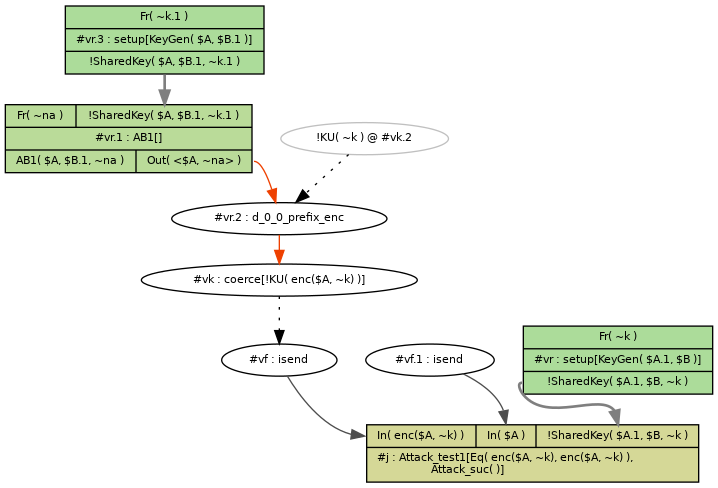 Fr( ~k.1 )
#vr.3 : setup[KeyGen( $A, $B.1 )]
!SharedKey( $A, $B.1, ~k.1 )
Fr( ~na ) !SharedKey( $A, $B.1, ~k.1 )
#vr.1 : AB1[]
AB1( $A, $B.1, ~na ) Out( <$A, ~na> )
!KU( ~k ) @ #vk.2
#vr.2 : d_0_0_prefix_enc
#vk : coerce[!KU( enc($A, ~k) )]
#vf : isend
#vf.1 : isend
Fr( ~k )
#vr : setup[KeyGen( $A.1, $B )]
!SharedKey( $A.1, $B, ~k )
In( enc($A, ~k) ) In( $A ) !SharedKey( $A.1, $B, ~k )
#j : Attack_test1[Eq( enc($A, ~k), enc($A, ~k) ),
Attack_suc( )]